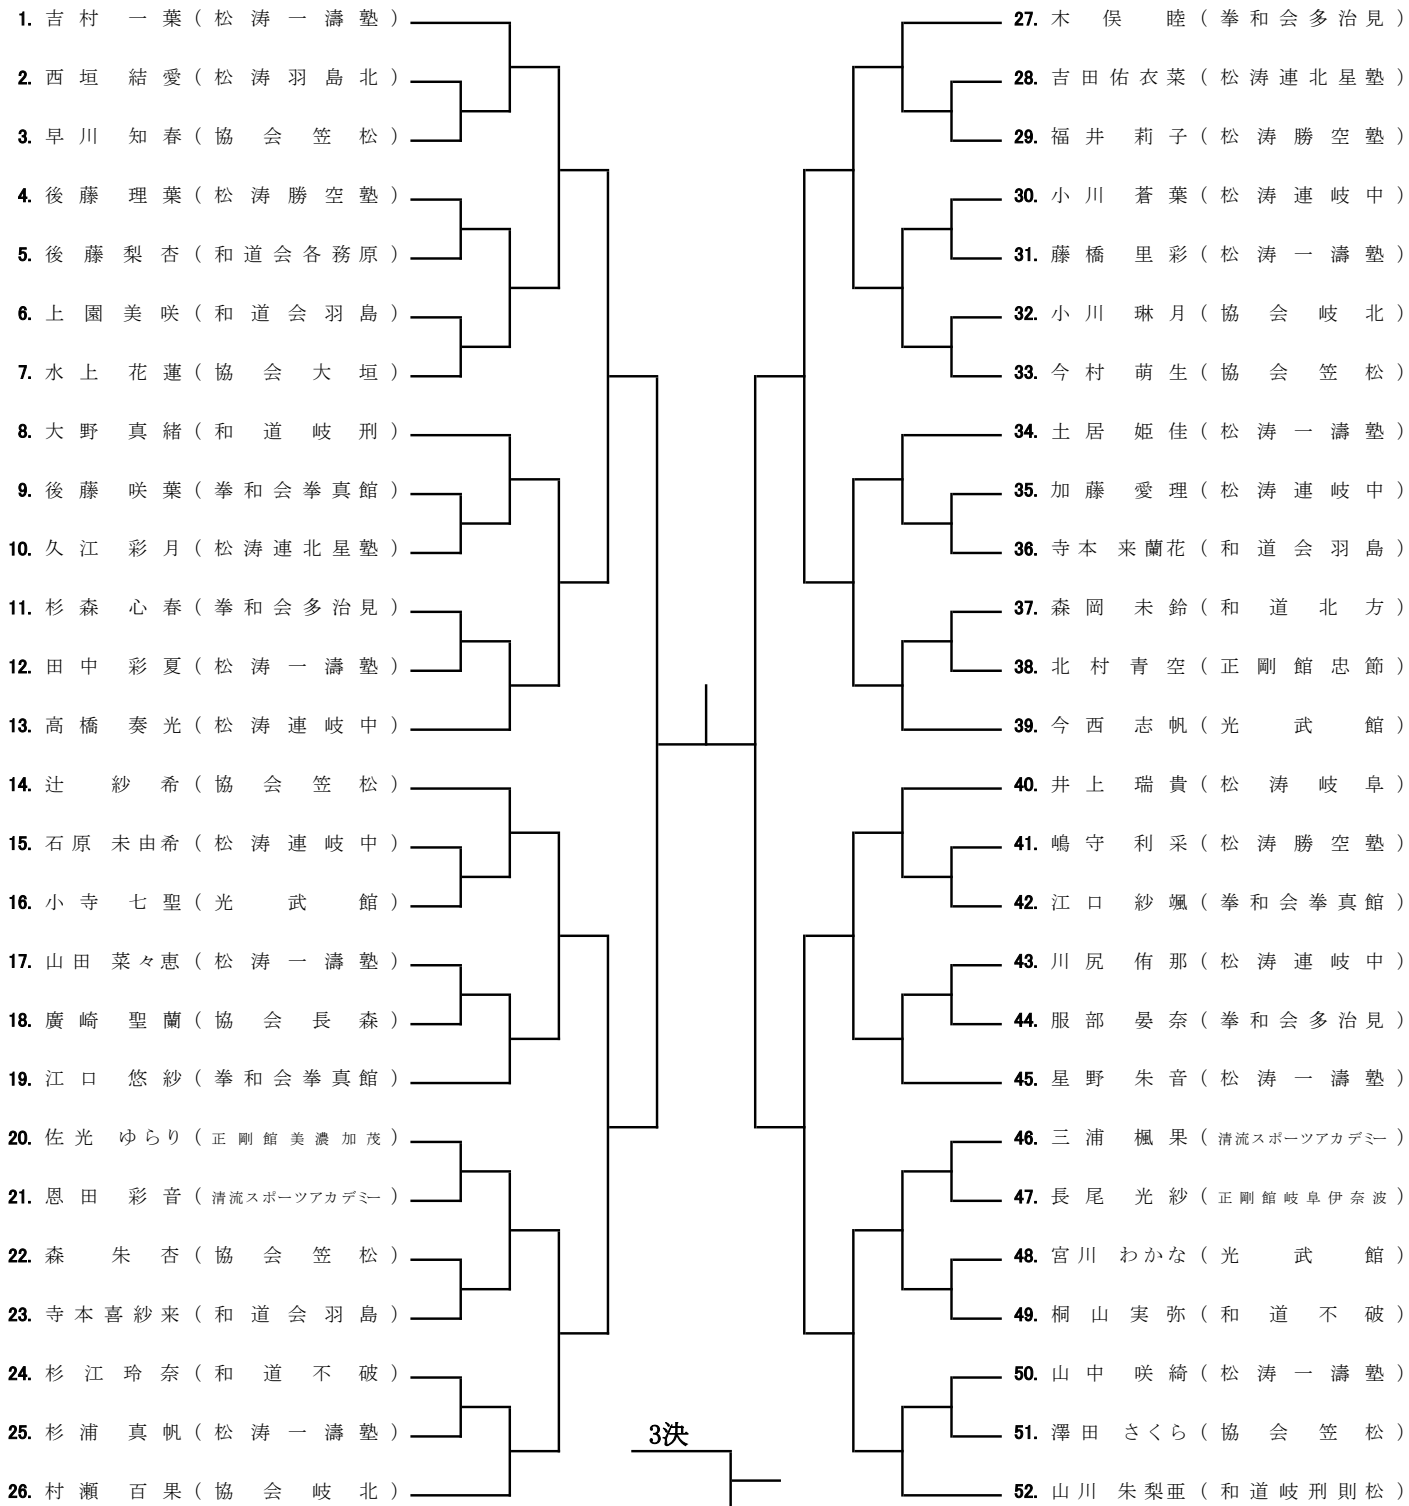 1. 吉村 一葉(松涛一濤塾)
2. 西垣 結愛(松涛羽島北)
3. 早川 知春(協会笠松)
4. 後藤 理葉(松涛勝空塾)
5. 後藤梨杏(和道会各務原)
6. 上園美咲(和道会羽島)
7. 水上 花蓮(協会大垣)
8. 大野 真緒(和道岐刑)
9. 後藤 咲葉(拳和会拳真館)
10. 久江 彩月(松涛連北星塾)
11. 杉森 心春(拳和会多治見)
12. 田中 彩夏(松涛一濤塾)
13. 高橋 奏光(松涛連岐中)
14. 辻 紗希(協会笠松)
15. 石原 未由希(松涛連岐中)
16. 小寺 七聖(光武館)
17. 山田 菜々恵(松涛一濤塾)
18. 廣崎 聖蘭(協会長森)
19. 江口 悠紗(拳和会拳真館)
20. 佐光 ゆらり(正剛館美濃加茂)
21. 恩田 彩音(清流スポーツアカデミー)
22. 森 朱杏(協会笠松)
23. 寺本喜紗来(和道会羽島)
24. 杉江玲奈(和道不破)
25. 杉浦 真帆(松涛一濤塾)
26. 村瀬 百果(協会岐北)
3決
27. 木俣 睦(拳和会多治見)
28. 吉田佑衣菜(松涛連北星塾)
29. 福井 莉子(松涛勝空塾)
30. 小川 蒼葉(松涛連岐中)
31. 藤橋 里彩(松涛一濤塾)
32. 小川 琳月(協会岐北)
33. 今村 萌生(協会笠松)
34. 土居 姫佳(松涛一濤塾)
35. 加藤 愛理(松涛連岐中)
36. 寺本 来蘭花(和道会羽島)
37. 森岡 未鈴(和道北方)
38. 北村青空(正剛館忠節)
39. 今西 志帆(光武館)
40. 井上 瑞貴(松涛岐阜)
41. 嶋守 利采(松涛勝空塾)
42. 江口 紗颯(拳和会拳真館)
43. 川尻 侑那(松涛連岐中)
44. 服部 晏奈(拳和会多治見)
45. 星野 朱音(松涛一濤塾)
46. 三浦 楓果(清流スポーツアカデミー)
47. 長尾 光紗(正剛館岐阜伊奈波)
48. 宮川 わかな(光武館)
49. 桐山実弥(和道不破)
50. 山中 咲綺(松涛一濤塾)
51. 澤田 さくら(協会笠松)
52. 山川 朱梨亜(和道岐刑則松)